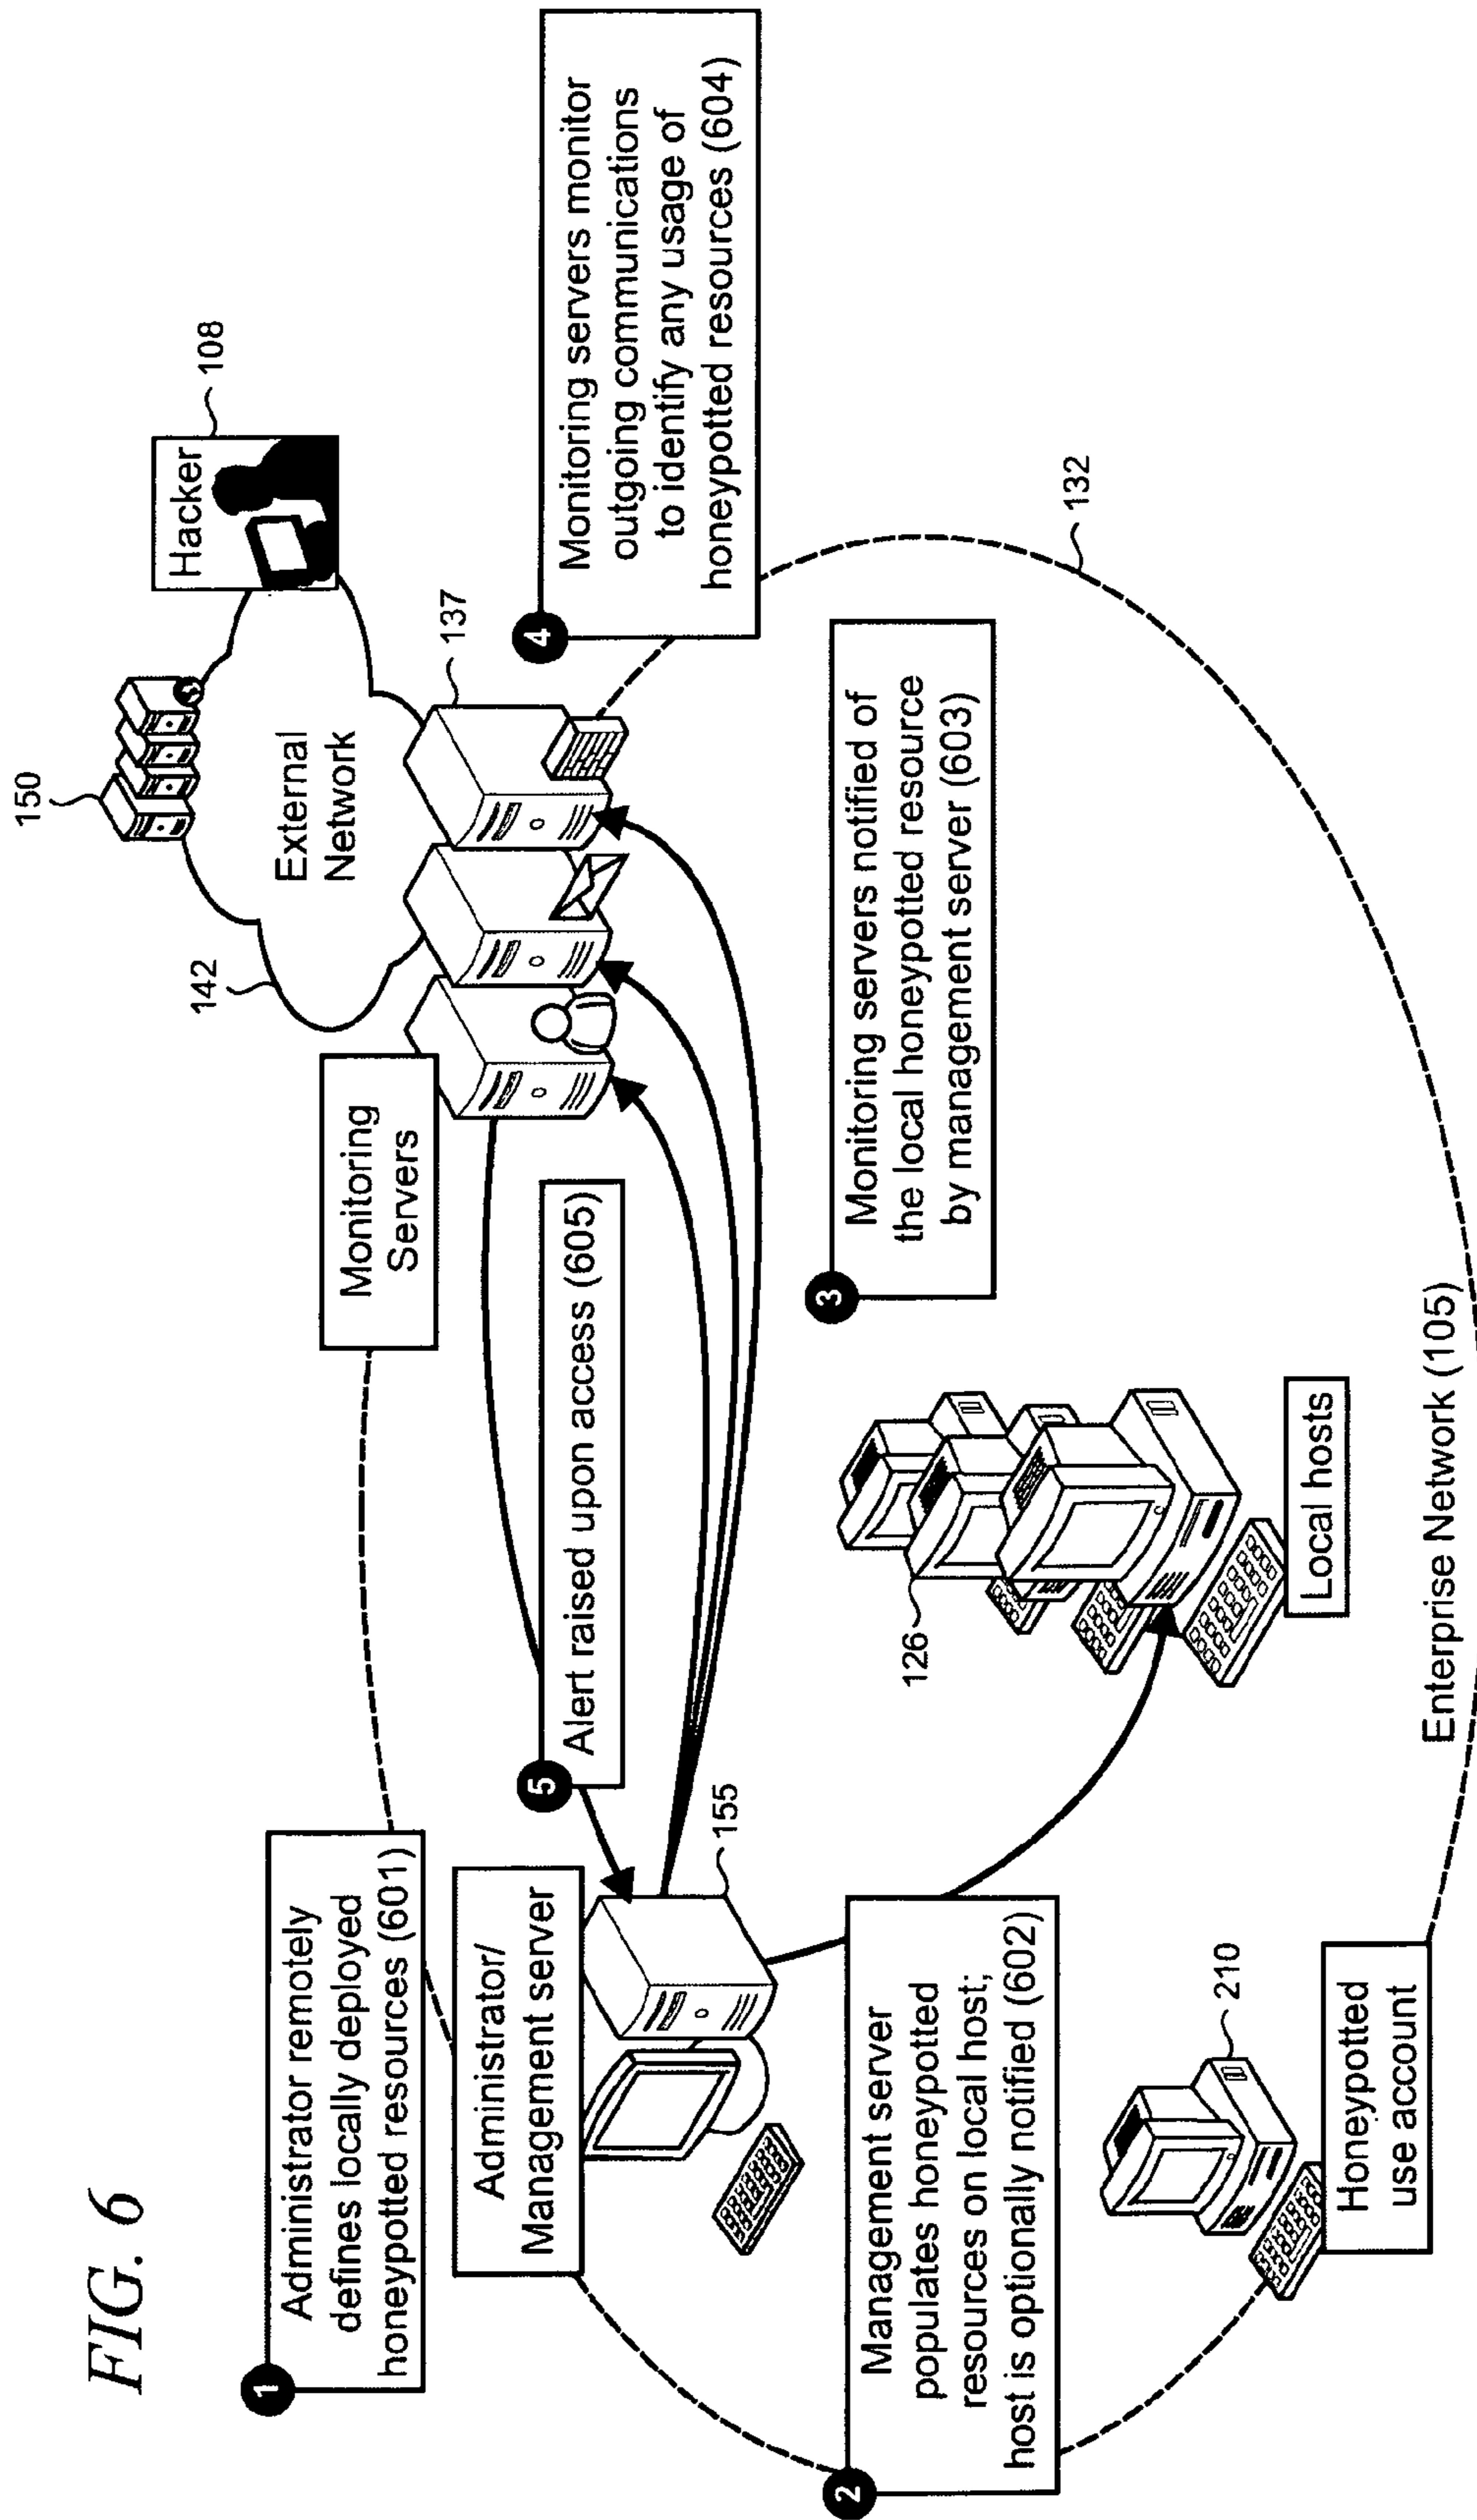 FIG. 6
1
Administrator remotely
defines locally deployed
honeypotted resources (601)
Administrator/
Management server
155
2
Management server
populates honeypotted
resources on local host;
host is optionally notified (602)
210
Honeypotted
use account
5
Alert raised upon access (605)
Monitoring
Servers
126
Local hosts
Enterprise Network (105)
3
Monitoring servers notified of
the local honeypotted resource
by management server (603)
142
150
External
Network
Hacker
108
137
4
Monitoring servers monitor
outgoing communications
to identify any usage of
honeypotted resources (604)
132